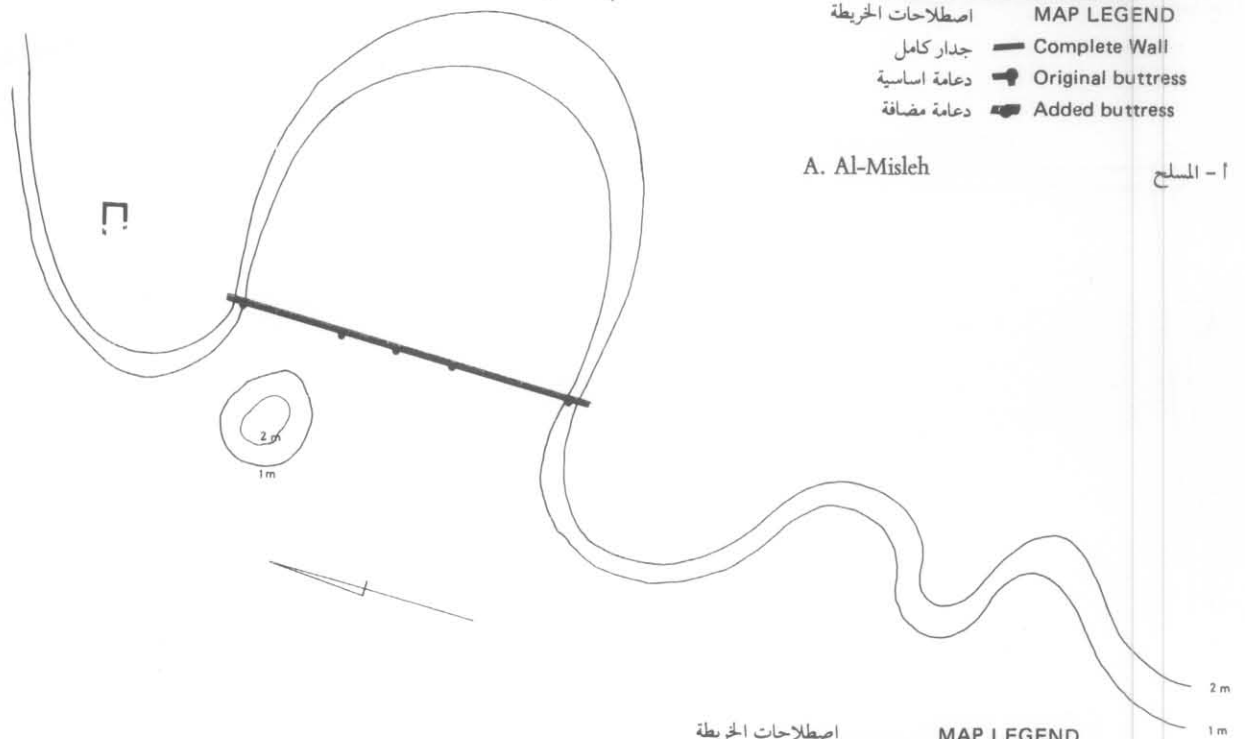 اصطلاحات الخريطة MAP LEGEND
جدار كامل Complete Wall
دعامة اساسية Original buttress
دعامة مضافة Added buttress
A. Al-Misleh أ - المسلح
2 m
1 m
2 m
1 m
اصطلاحات الخريطة MAP LEGEND